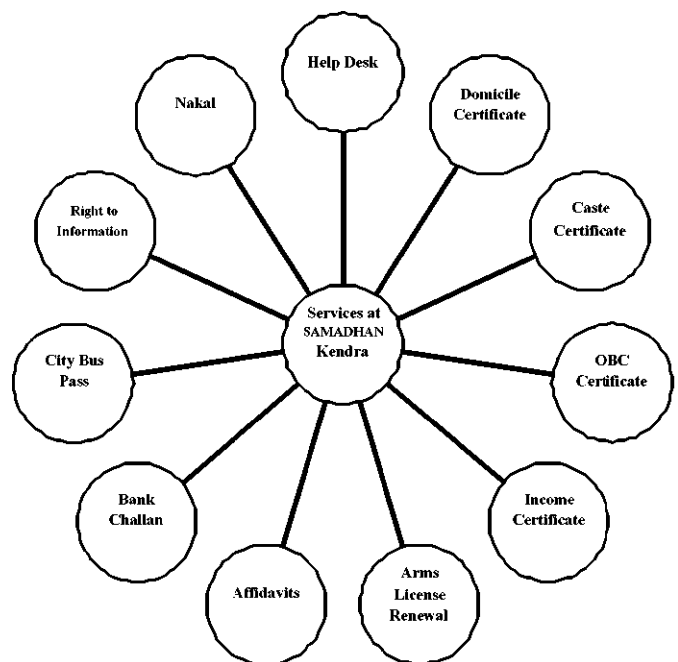 Help Desk
Domicile
Certificate
Caste
Certificate
OBC
Certificate
Income
Certificate
Arms
License
Renewal
Affidavits
Bank
Challan
City Bus
Pass
Right to
Information
Nakal
Services at
SAMADHAN
Kendra